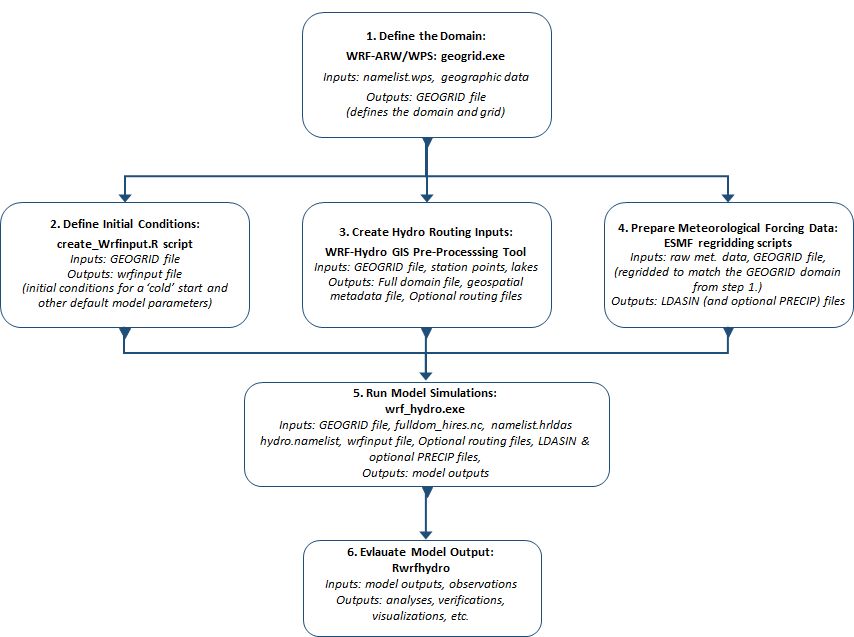 1. Define the Domain:
WRF-ARW/WPS: geogrid.exe
Inputs: namelist.wps, geographic data
Outputs: GEOGRID file
(defines the domain and grid)
2. Define Initial Conditions:
create_Wrfinput.R script
Inputs: GEOGRID file
Outputs: wrfinput file
(initial conditions for a ‘cold’ start and
other default model parameters)
3. Create Hydro Routing Inputs:
WRF-Hydro GIS Pre-Processsing Tool
Inputs: GEOGRID file, station points, lakes
Outputs: Full domain file, geospatial
metadata file, Optional routing files
4. Prepare Meteorological Forcing Data:
ESMF regridding scripts
Inputs: raw met. data, GEOGRID file,
(regridded to match the GEOGRID domain
from step 1.)
Outputs: LDASIN (and optional PRECIP) files
5. Run Model Simulations:
wrf_hydro.exe
Inputs: GEOGRID file, fulldom_hires.nc, namelist.hrldas
hydro.namelist, wrfinput file, Optional routing files, LDASIN &
optional PRECIP files,
Outputs: model outputs
6. Evlauate Model Output:
Rwrfhydro
Inputs: model outputs, observations
Outputs: analyses, verifications,
visualizations, etc.